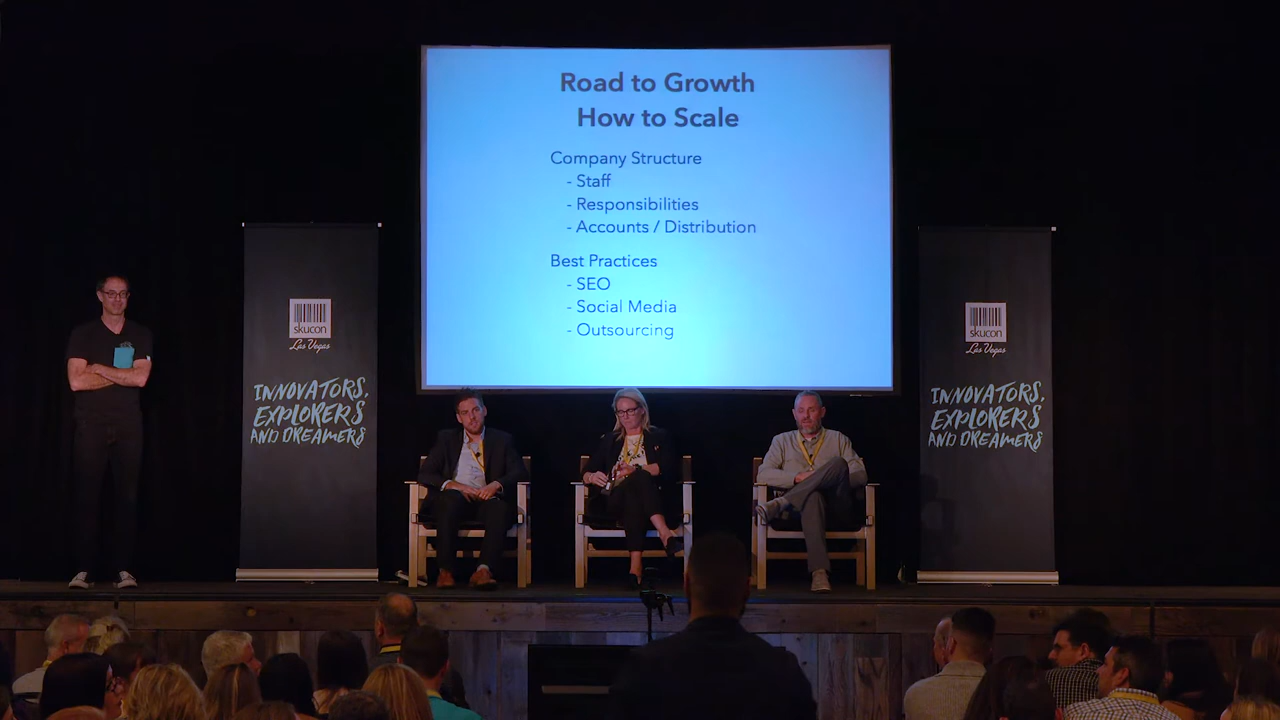 Road to Growth
How to Scale
Company Structure
- Staff
- Responsibilities
- Accounts / Distribution
Best Practices
- SEO
- Social Media
- Outsourcing
skucon
Las Vegas
INNOVATORS,
EXPLORERS
AND DREAMERS
skucon
Las Vegas
INNOVATORS,
EXPLORERS
AND DREAMERS